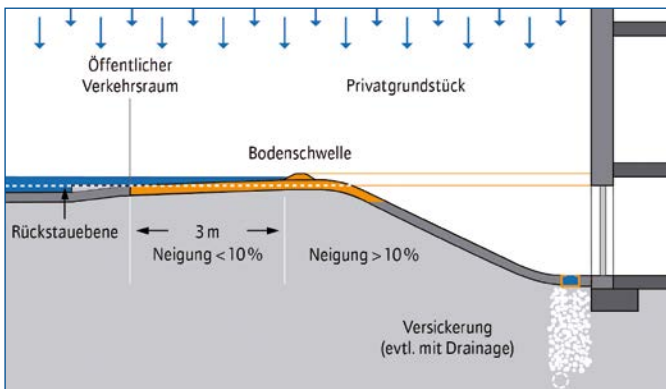 Öffentlicher
Verkehrsraum
Privatgrundstück
Bodenschwelle
Rückstauebene
3 m
Neigung < 10 %
Neigung > 10 %
Versickerung
(evtl. mit Drainage)